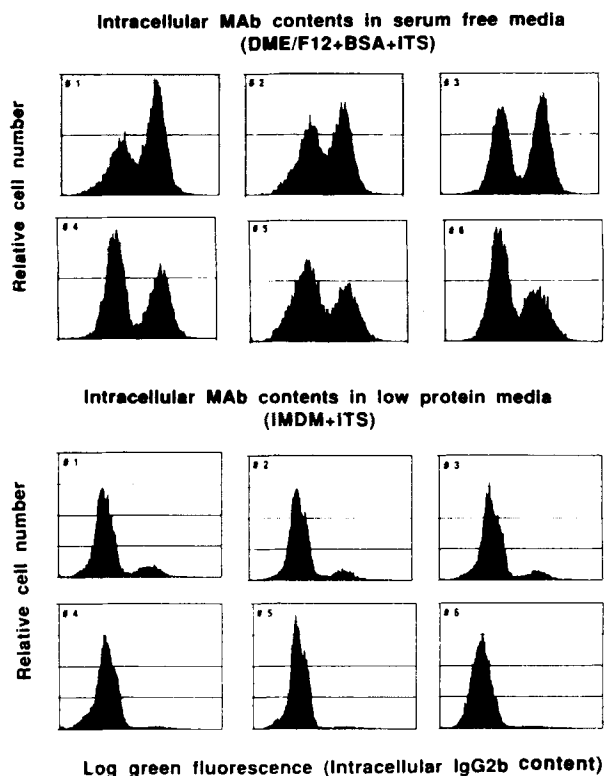 Intracellular MAb contents in serum free media
(DME/F12+BSA+ITS)
Relative cell number
# 1
# 2
# 3
# 4
# 5
# 6
Intracellular MAb contents in low protein media
(IMDM+ITS)
Relative cell number
# 1
# 2
# 3
# 4
# 5
# 6
Log green fluorescence (Intracellular IgG2b content)